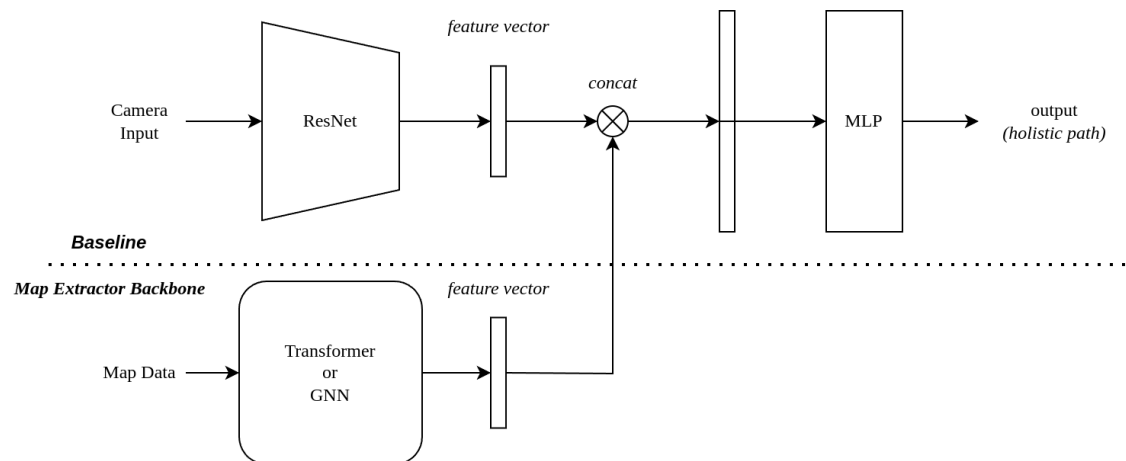 feature vector
concat
Camera
Input
ResNet
MLP
output
(holistic path)
Baseline
Map Extractor Backbone
feature vector
Transformer
or
GNN
Map Data